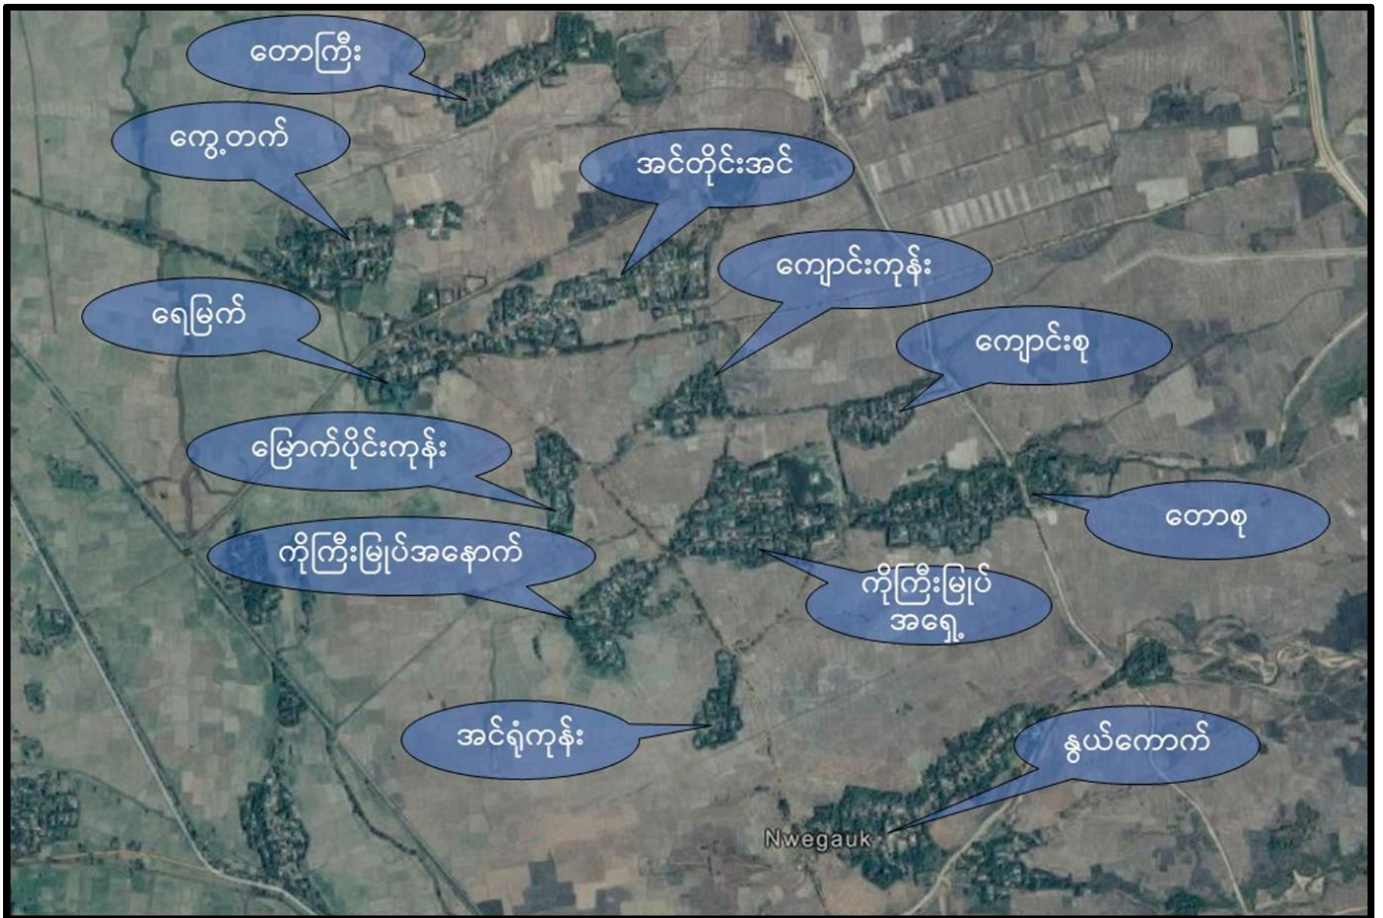 တောကြီး
ကွေ့တက်
အင်တိုင်းအင်
ကျောင်းကုန်း
ရေမြက်
ကျောင်းစု
မြောက်ပိုင်းကုန်း
တောစု
ကိုကြီးမြုပ်အနောက်
ကိုကြီးမြုပ်
အရှေ့
အင်ရုံကုန်း
နွယ်ကောက်
Nwegauk